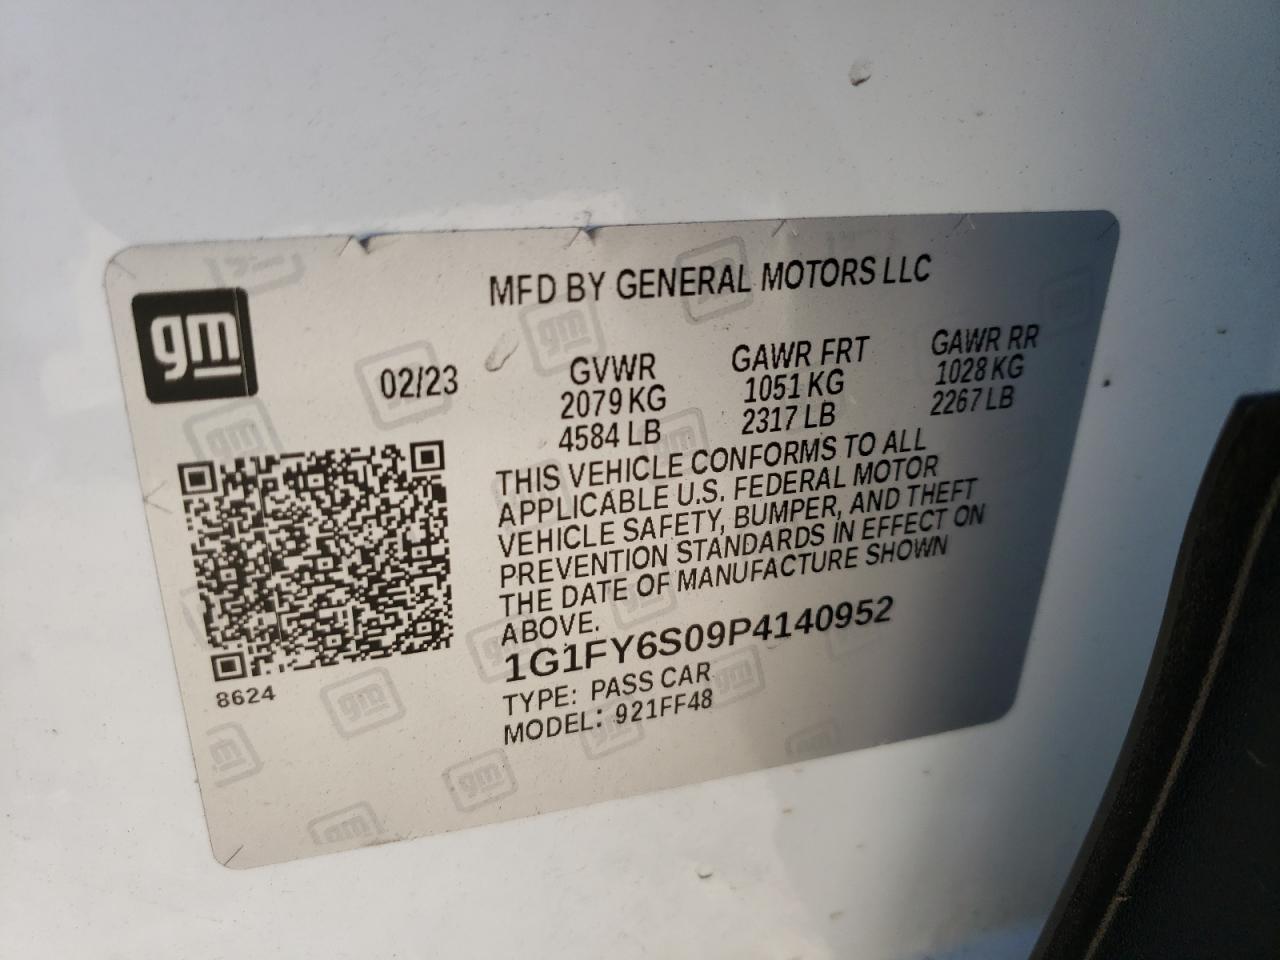 gm
MFD BY GENERAL MOTORS LLC
02/23
GVWR
2079 KG
4584 LB
GAWR FRT
1051 KG
2317 LB
GAWR RR
1028 KG
2267 LB
THIS VEHICLE CONFORMS TO ALL
APPLICABLE U.S. FEDERAL MOTOR
VEHICLE SAFETY, BUMPER, AND THEFT
PREVENTION STANDARDS IN EFFECT ON
THE DATE OF MANUFACTURE SHOWN
ABOVE.
1G1FY6S09P4140952
TYPE: PASS CAR
MODEL: 921FF48
8624